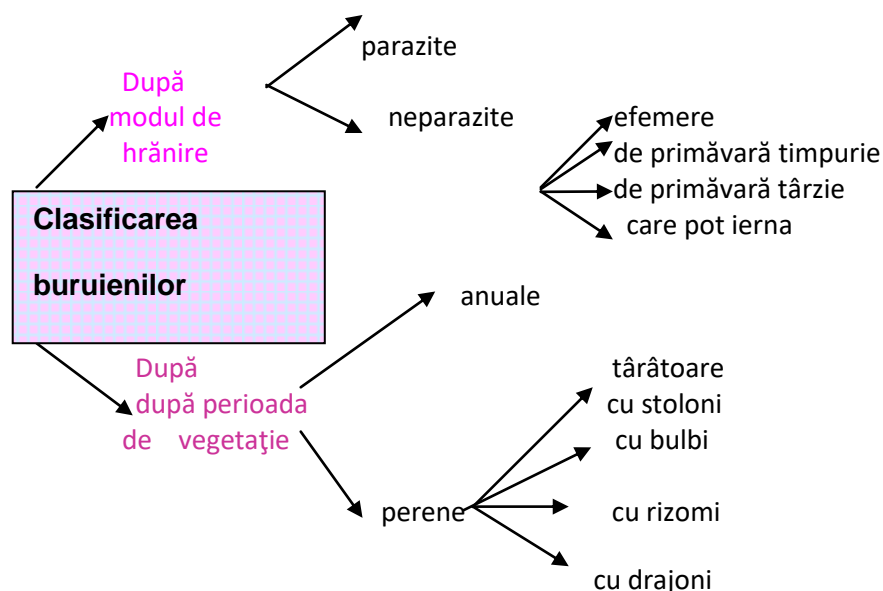 parazite
După
modul de
hrănire
neparazite
efemere
de primăvară timpurie
de primăvară târzie
care pot ierna
Clasificarea
buruienilor
anuale
După
după perioada
de vegetaţie
târâtoare
cu stoloni
cu bulbi
perene
cu rizomi
cu drajoni